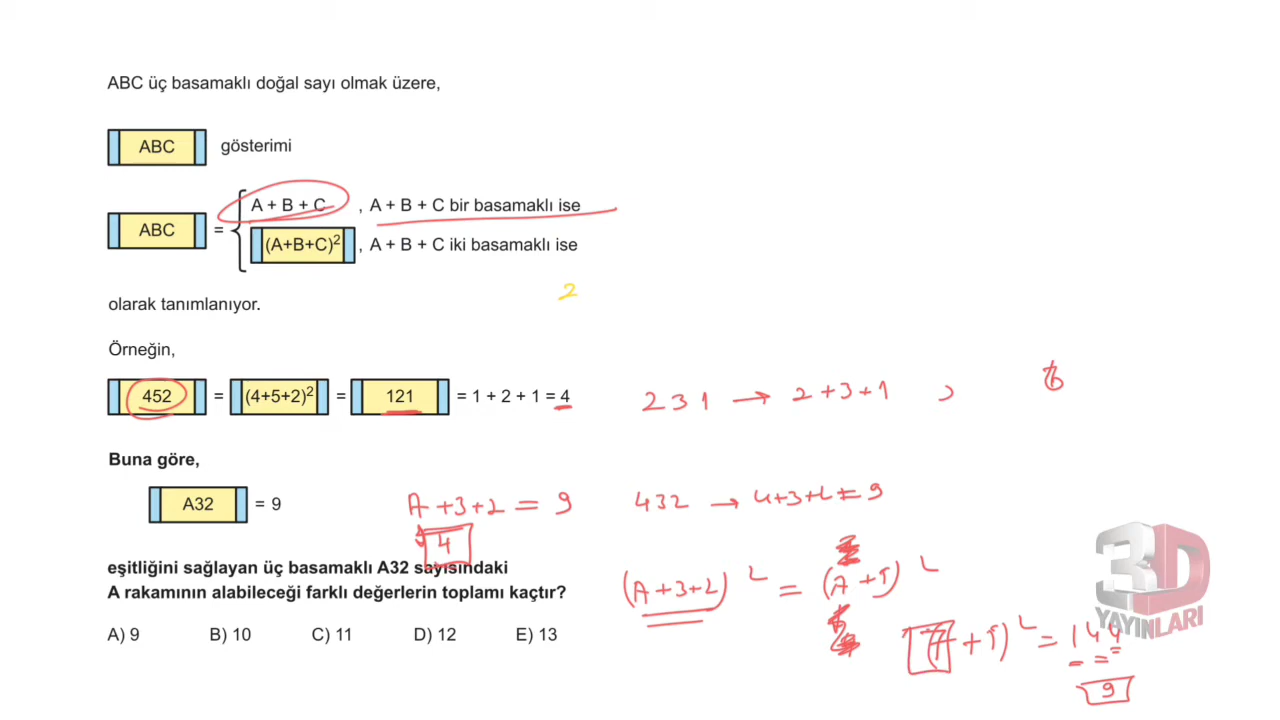 ABC üç basamaklı doğal sayı olmak üzere,
ABC gösterimi
ABC = { A + B + C , A + B + C bir basamaklı ise
(A+B+C)² , A + B + C iki basamaklı ise
olarak tanımlanıyor.
2
Örneğin,
452 = (4+5+2)² = 121 = 1 + 2 + 1 = 4
231 → 2+3+1
Buna göre,
A32 = 9
A+3+2 = 9
4
432 → 4+3+2 = 9
eşitliğini sağlayan üç basamaklı A32 sayısındaki
A rakamının alabileceği farklı değerlerin toplamı kaçtır?
(A+3+2)² = (A+5)²
(7+5)² = 144
9
A) 9 B) 10 C) 11 D) 12 E) 13
3D
YAYINLARI